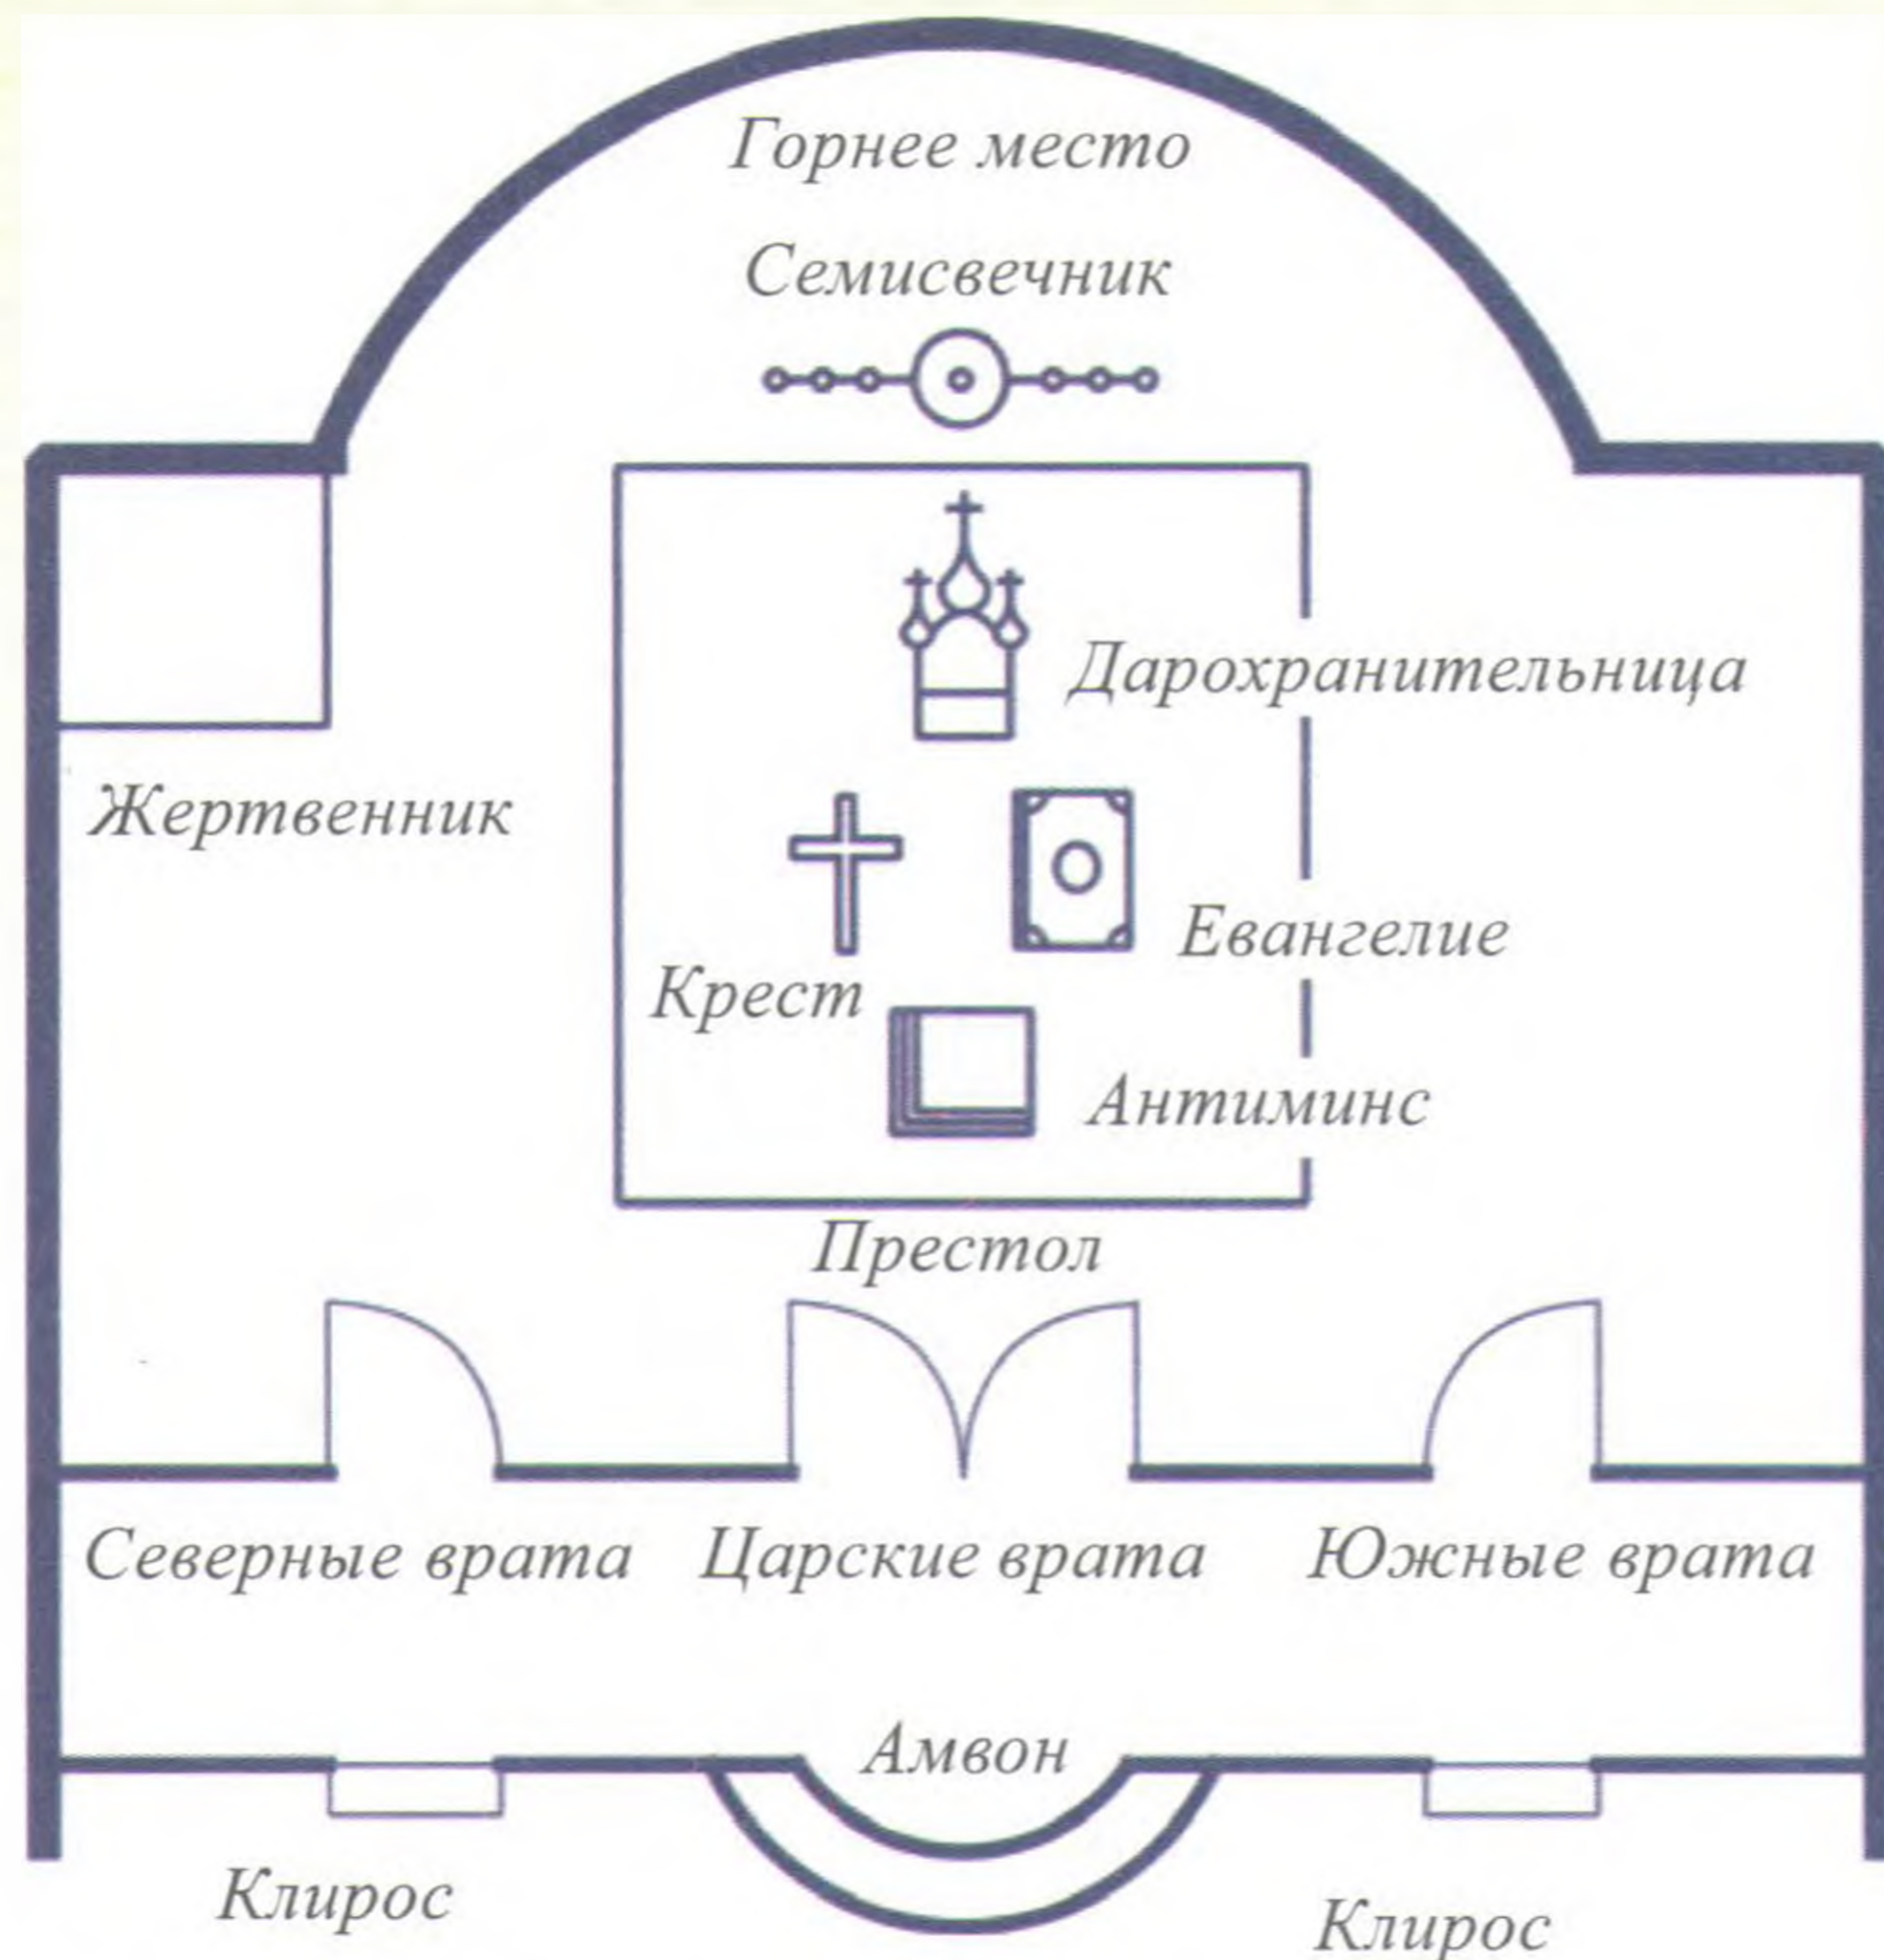 Горнее место
Семисвечник
Дарохранительница
Жертвенник
Евангелие
Крест
Антиминс
Престол
Северные врата
Царские врата
Южные врата
Амвон
Клирос
Клирос